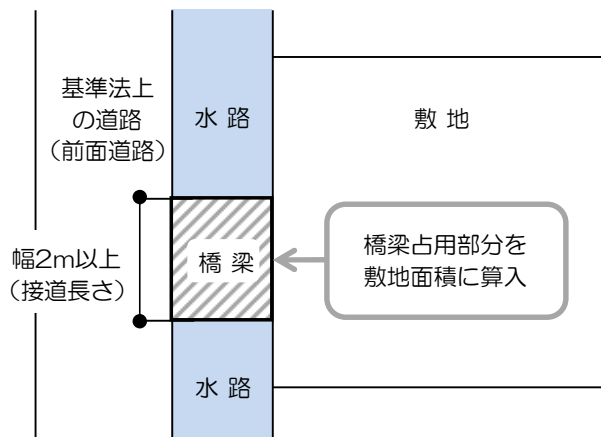 基準法上
の道路
（前面道路）
水 路
敷 地
幅2m以上
（接道長さ）
橋 梁
橋梁占用部分を
敷地面積に算入
水 路